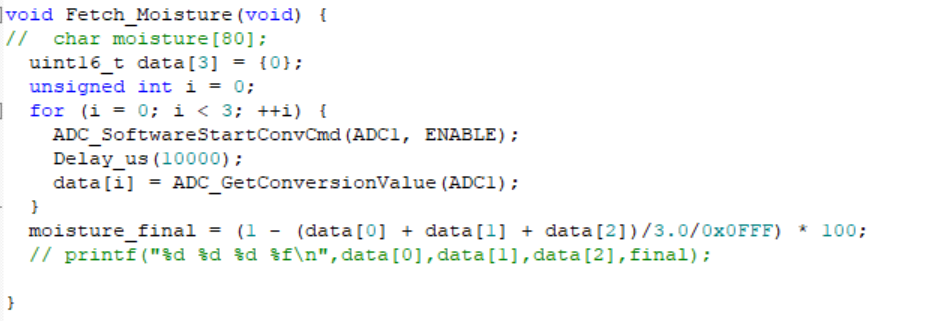 void Fetch_Moisture(void) {
//  char moisture[80];
  uint16_t data[3] = {0};
  unsigned int i = 0;
  for (i = 0; i < 3; ++i) {
    ADC_SoftwareStartConvCmd(ADC1, ENABLE);
    Delay_us(10000);
    data[i] = ADC_GetConversionValue(ADC1);
  }
  moisture_final = (1 - (data[0] + data[1] + data[2])/3.0/0x0FFF) * 100;
  // printf("%d %d %d %f\n",data[0],data[1],data[2],final);
}